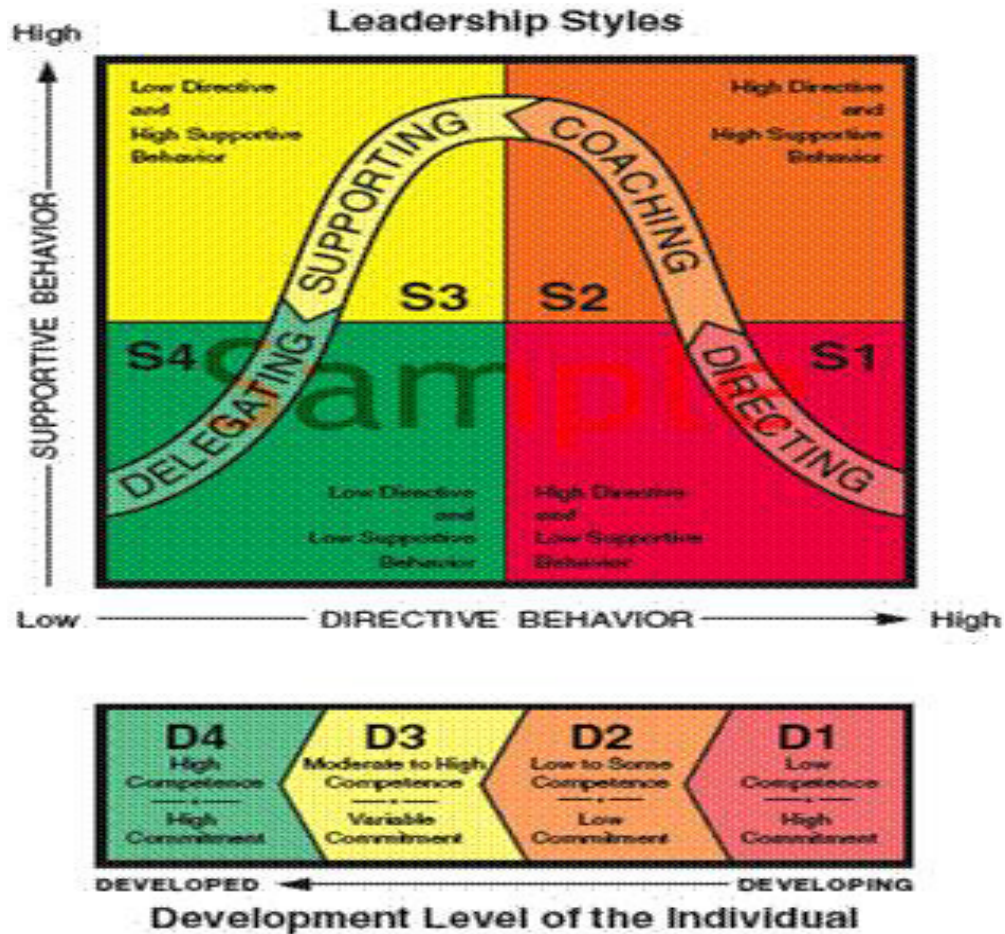 Leadership Styles
High
SUPPORTIVE BEHAVIOR
Low Directive
and
High Supportive
Behavior
High Directive
and
High Supportive
Behavior
SUPPORTING
COACHING
S3
S2
S4
S1
DELEGATING
DIRECTING
Sample
Low Directive
and
Low Supportive
Behavior
High Directive
and
Low Supportive
Behavior
Low
DIRECTIVE BEHAVIOR
High
D4
High
Competence
High
Commitment
D3
Moderate to High
Competence
Variable
Commitment
D2
Low to Some
Competence
Low
Commitment
D1
Low
Competence
High
Commitment
DEVELOPED
DEVELOPING
Development Level of the Individual